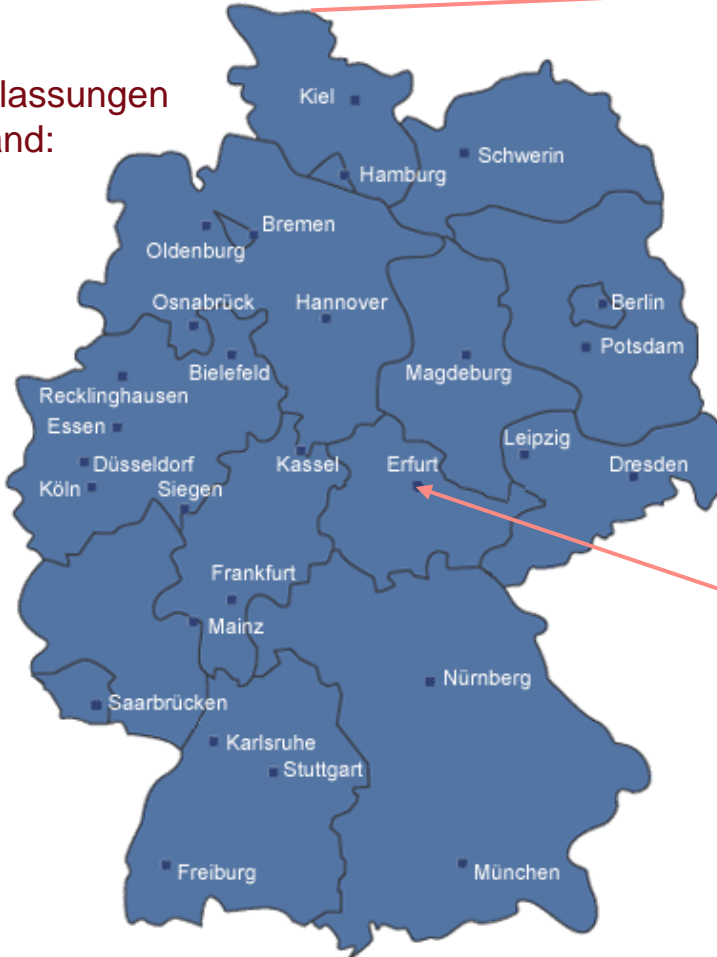 lassungen
and:
Kiel
Schwerin
Hamburg
Bremen
Oldenburg
Osnabrück
Hannover
Berlin
Potsdam
Bielefeld
Magdeburg
Recklinghausen
Essen
Leipzig
Düsseldorf
Kassel
Erfurt
Dresden
Köln
Siegen
Frankfurt
Mainz
Nürnberg
Saarbrücken
Karlsruhe
Stuttgart
Freiburg
München